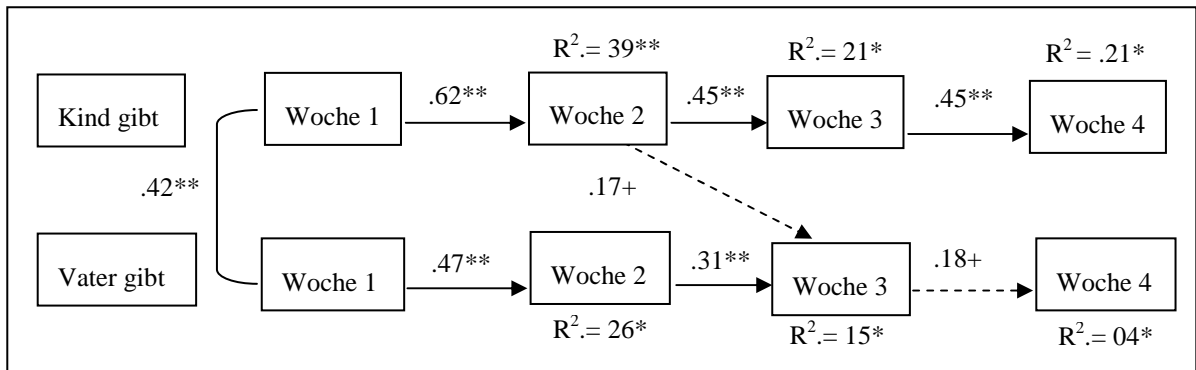 R².= 39**
R².= 21*
R² = .21*
Kind gibt
Woche 1
.62**
Woche 2
.45**
Woche 3
.45**
Woche 4
.42**
.17+
Vater gibt
Woche 1
.47**
Woche 2
.31**
Woche 3
.18+
Woche 4
R².= 26*
R².= 15*
R².= 04*